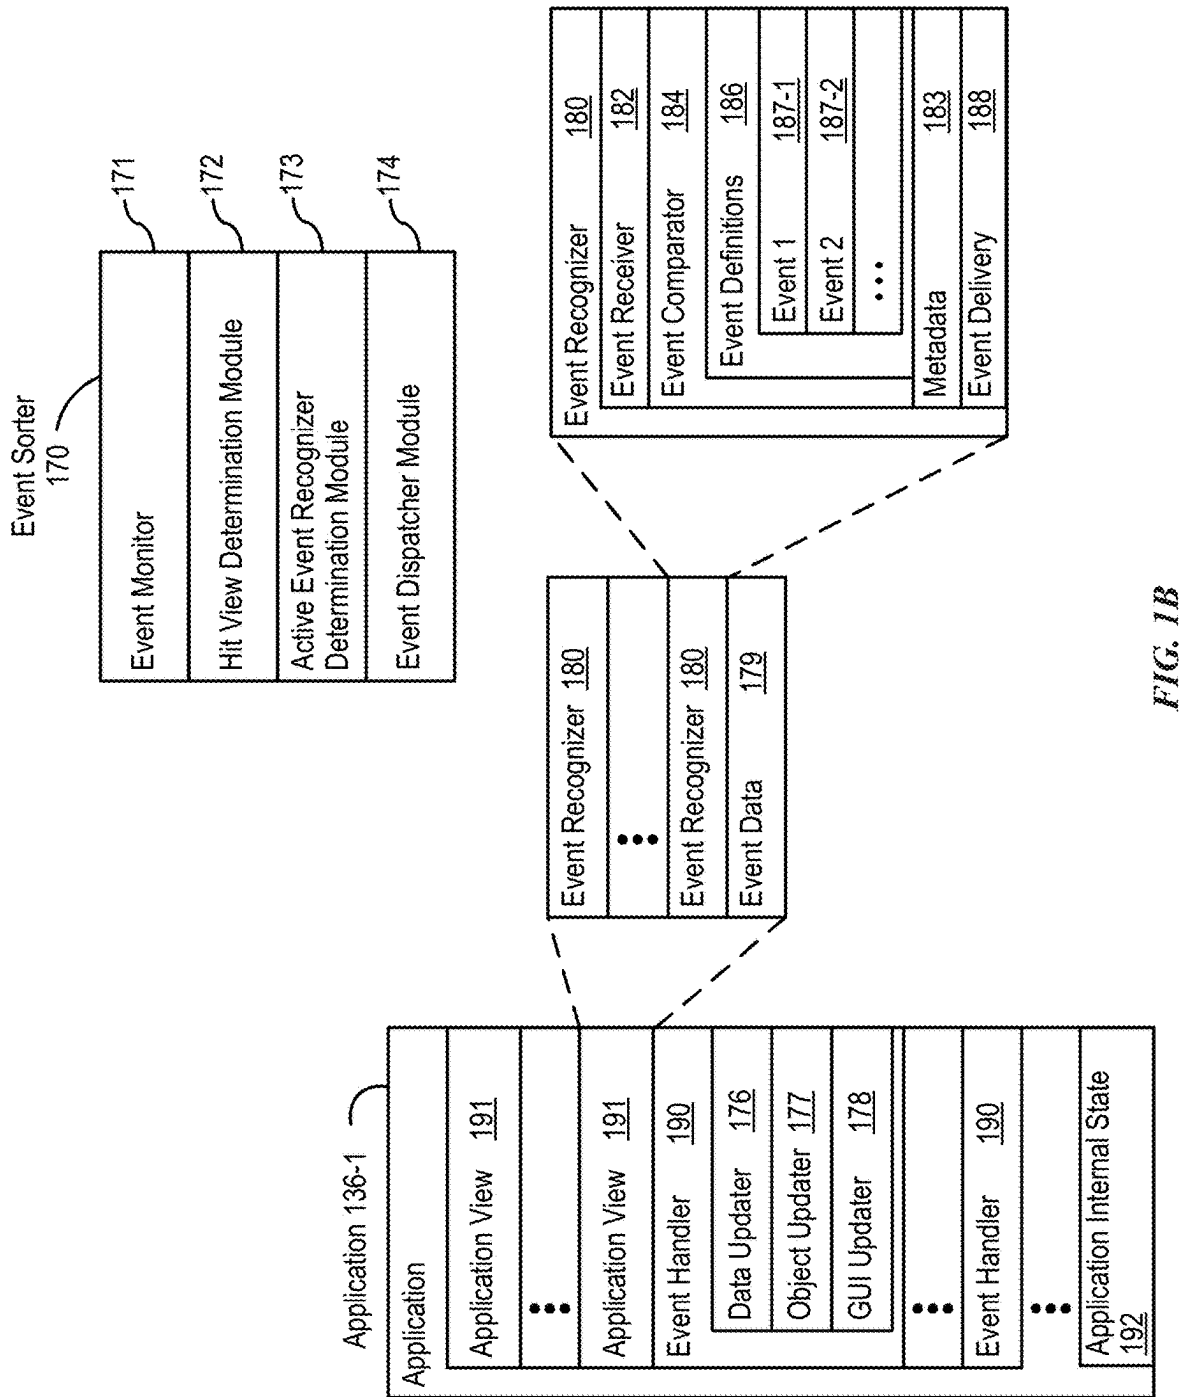 Event Sorter
170
Event Monitor
171
Hit View Determination Module
172
Active Event Recognizer
Determination Module
173
Event Dispatcher Module
174
Application 136-1
Application
Application View 191
•••
Application View 191
Event Handler 190
Data Updater 176
Object Updater 177
GUI Updater 178
•••
Event Handler 190
•••
Application Internal State
192
Event Recognizer 180
•••
Event Recognizer 180
Event Data 179
Event Recognizer 180
Event Receiver 182
Event Comparator 184
Event Definitions 186
Event 1 187-1
Event 2 187-2
•••
Metadata 183
Event Delivery 188
FIG. 1B